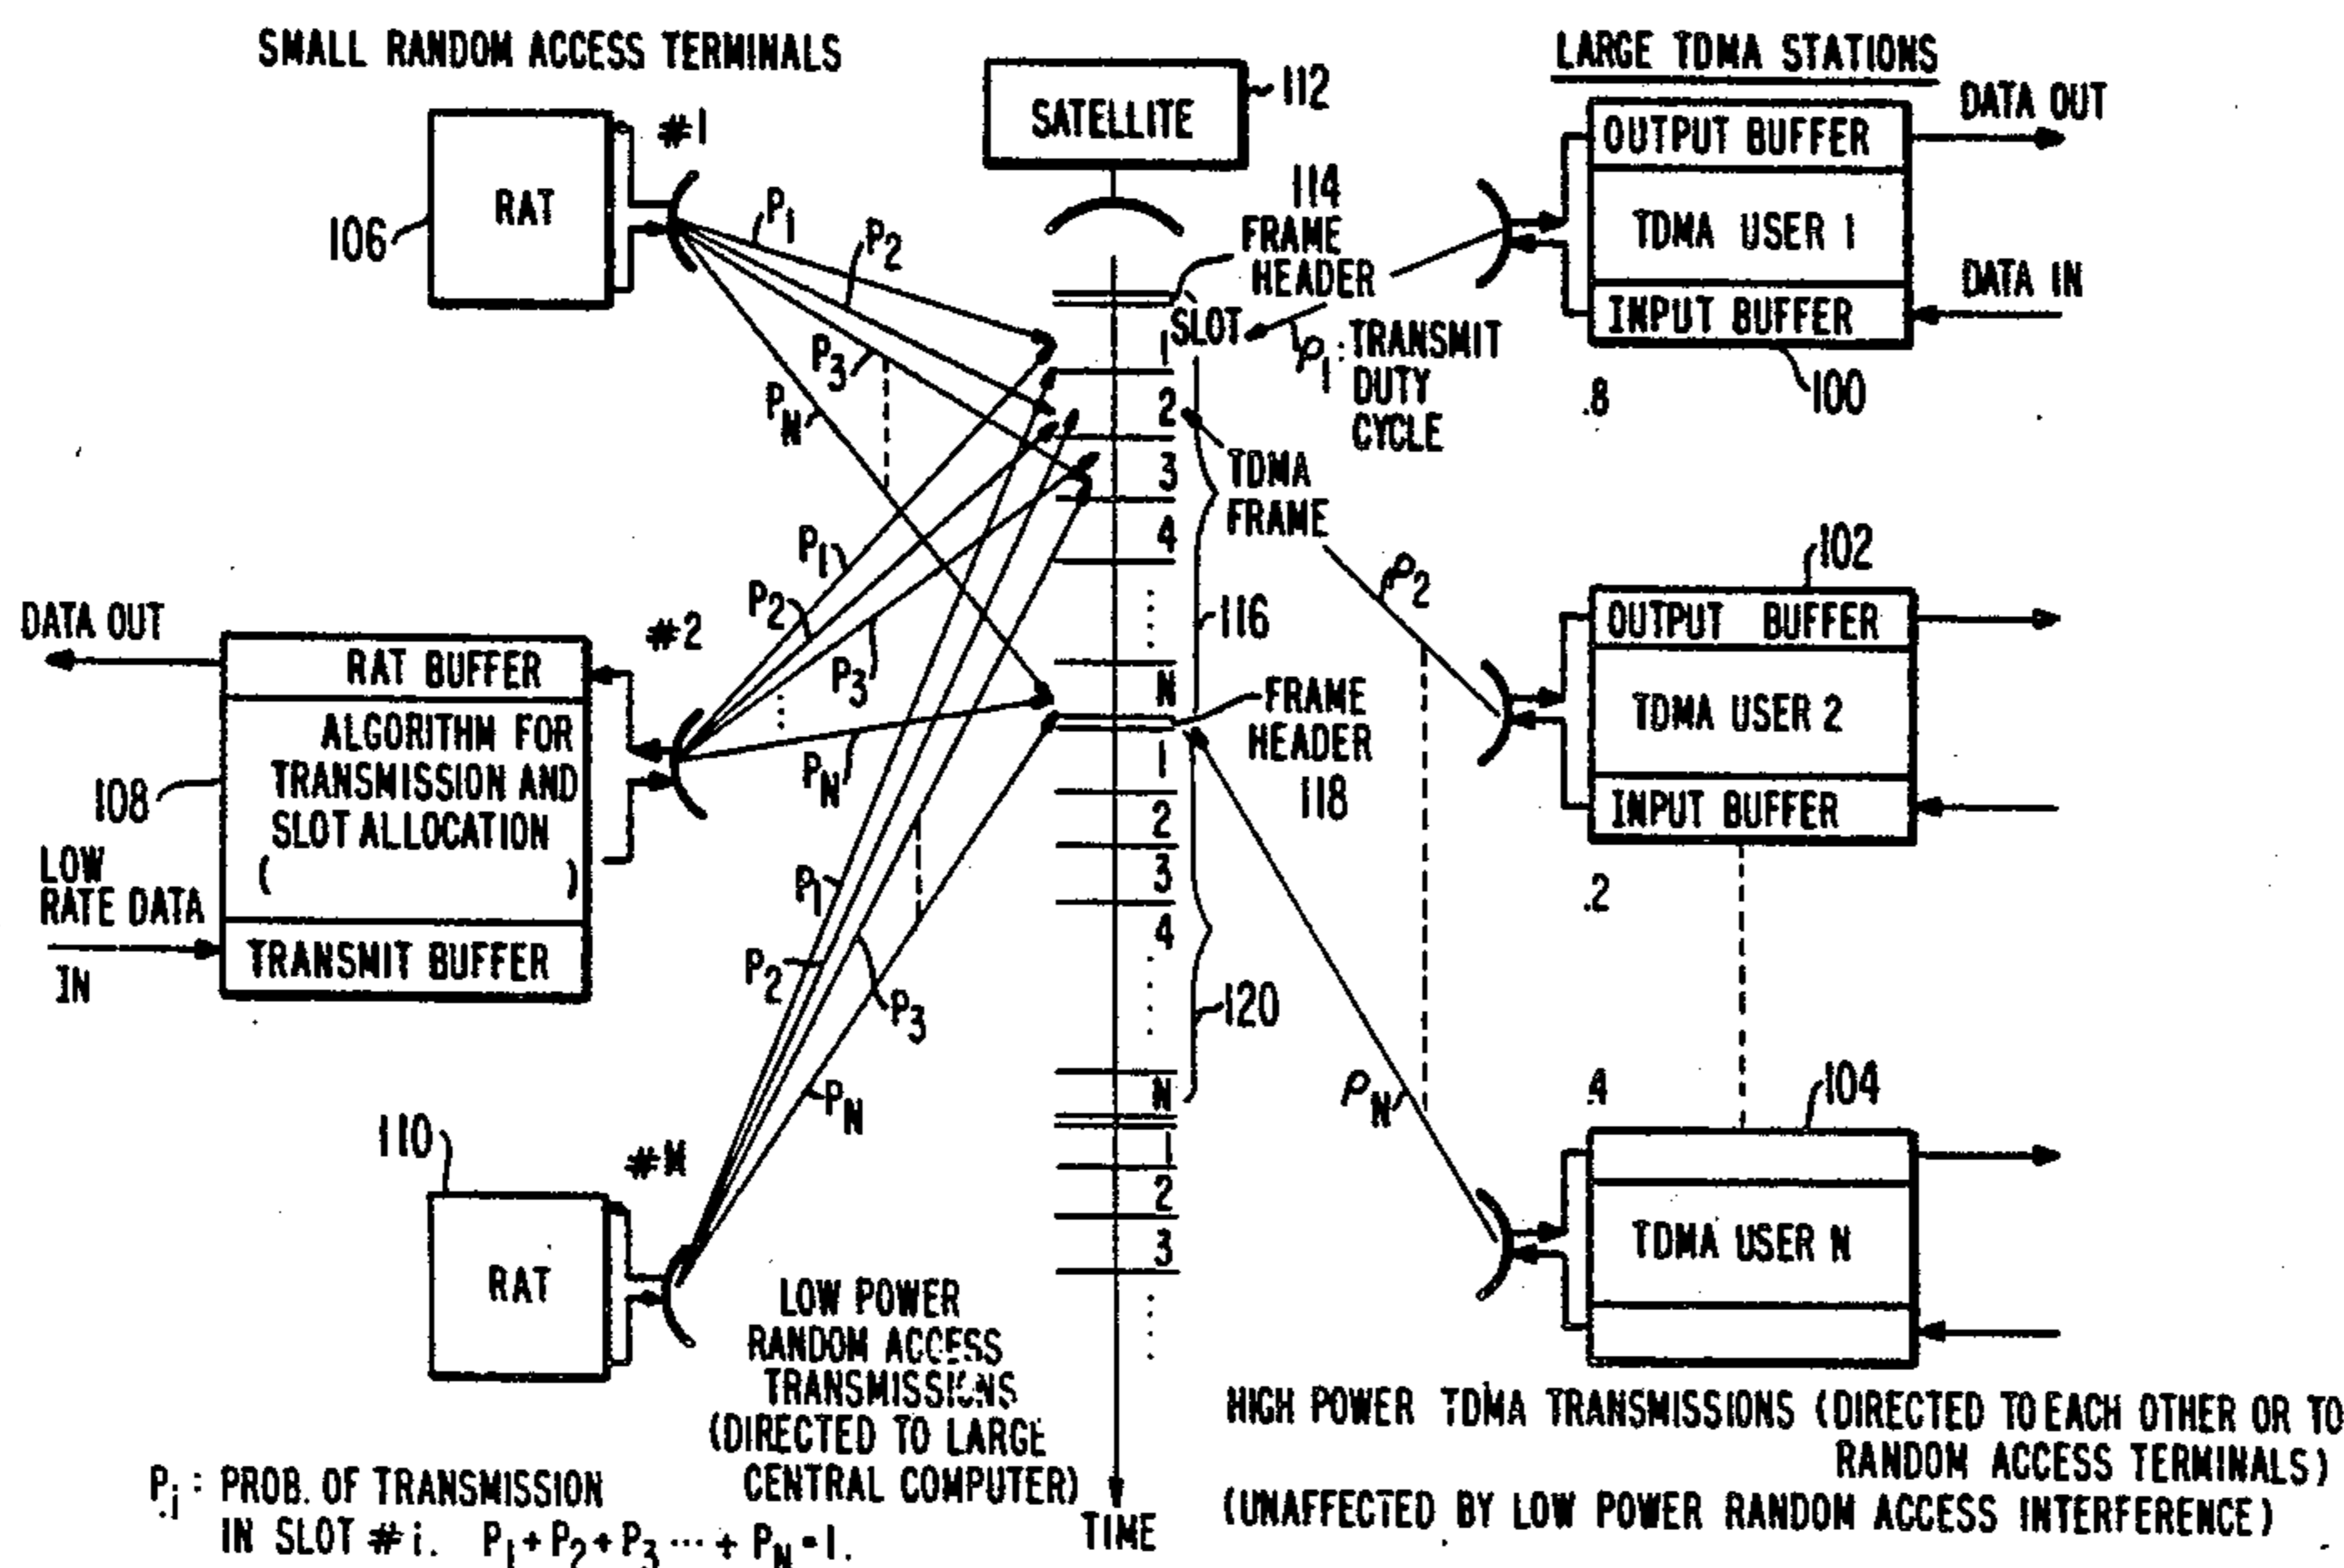 SMALL RANDOM ACCESS TERMINALS
RAT
106
#1
P1
P2
P3
PN
DATA OUT
RAT BUFFER
ALGORITHM FOR
TRANSMISSION AND
SLOT ALLOCATION
( )
TRANSMIT BUFFER
108
LOW
RATE DATA
IN
#2
P1
P2
P3
PN
110
RAT
#M
P1
P2
P3
PN
LOW POWER
RANDOM ACCESS
TRANSMISSIONS
(DIRECTED TO LARGE
CENTRAL COMPUTER)
Pi : PROB. OF TRANSMISSION
IN SLOT #i. P1+P2+P3 ... + PN=1.
SATELLITE
112
114
FRAME
HEADER
SLOT
1
2
3
4
N
TDMA
FRAME
116
FRAME
HEADER
118
1
2
3
4
N
120
1
2
3
TIME
ρ1: TRANSMIT
DUTY
CYCLE
ρ2
ρN
LARGE TDMA STATIONS
OUTPUT BUFFER
TDMA USER 1
INPUT BUFFER
DATA OUT
DATA IN
100
.8
102
OUTPUT BUFFER
TDMA USER 2
INPUT BUFFER
.2
.4
104
TDMA USER N
HIGH POWER TDMA TRANSMISSIONS (DIRECTED TO EACH OTHER OR TO
RANDOM ACCESS TERMINALS)
(UNAFFECTED BY LOW POWER RANDOM ACCESS INTERFERENCE)